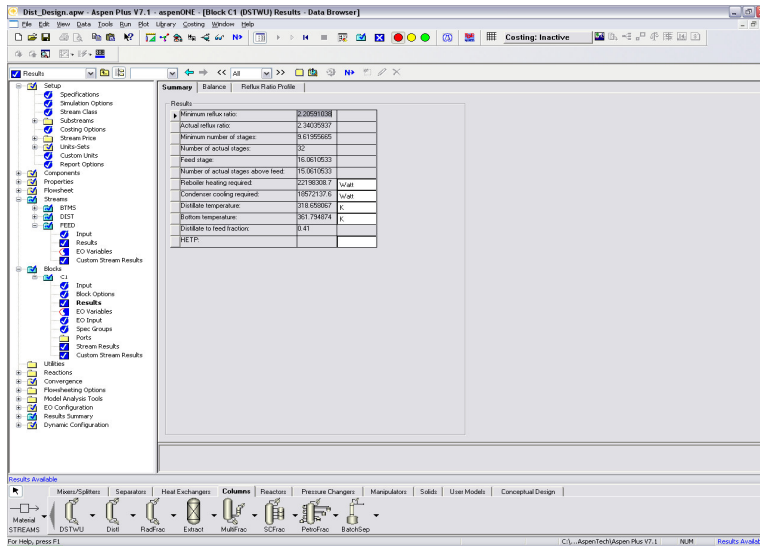 Dist_Design.apw - Aspen Plus V7.1 - aspenONE - [Block C1 (DSTWU) Results - Data Browser]
File Edit View Data Tools Run Plot Library Costing Window Help
Costing: Inactive
Results
All
Setup
Specifications
Simulation Options
Stream Class
Substreams
Costing Options
Stream Price
Units-Sets
Custom Units
Report Options
Components
Properties
Flowsheet
Streams
BTMS
DIST
FEED
Input
Results
EO Variables
Custom Stream Results
Blocks
C1
Input
Block Options
Results
EO Variables
EO Input
Spec Groups
Ports
Stream Results
Custom Stream Results
Utilities
Reactions
Convergence
Flowsheeting Options
Model Analysis Tools
EO Configuration
Results Summary
Dynamic Configuration
Summary Balance Reflux Ratio Profile
Results
Minimum reflux ratio: 2.20591038
Actual reflux ratio: 2.34035937
Minimum number of stages: 9.61955665
Number of actual stages: 32
Feed stage: 16.0610533
Number of actual stages above feed: 15.0610533
Reboiler heating required: 22198308.7 Watt
Condenser cooling required: 18572137.6 Watt
Distillate temperature: 318.658067 K
Bottom temperature: 361.794874 K
Distillate to feed fraction: 0.41
HETP:
Results Available
Mixers/Splitters Separators Heat Exchangers Columns Reactors Pressure Changers Manipulators Solids User Models Conceptual Design
Material
STREAMS DSTWU Distl RadFrac Extract MultiFrac SCFrac PetroFrac BatchSep
For Help, press F1 C:\...AspenTech\Aspen Plus V7.1 NUM Results Availab